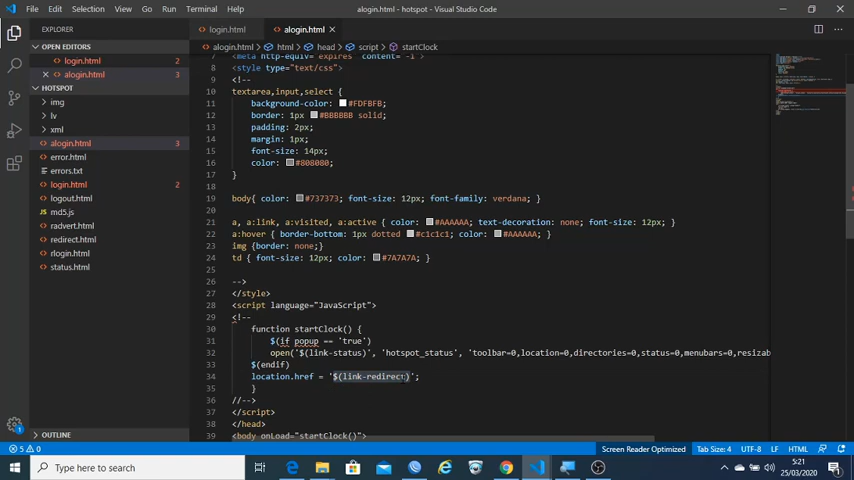 File Edit Selection View Go Run Terminal Help
alogin.html - hotspot - Visual Studio Code
EXPLORER
login.html
alogin.html
alogin.html > html > head > script > startClock
OPEN EDITORS
login.html 2
alogin.html 3
HOTSPOT
img
lv
xml
alogin.html 3
error.html
errors.txt
login.html 2
logout.html
md5.js
radvert.html
redirect.html
rlogin.html
status.html
OUTLINE
7 <meta http-equiv="expires" content="-1">
8 <style type="text/css">
9 <!--
10 textarea,input,select {
11 background-color: #FDFBFB;
12 border: 1px #BBBBBB solid;
13 padding: 2px;
14 margin: 1px;
15 font-size: 14px;
16 color: #808080;
17 }
18
19 body{ color: #737373; font-size: 12px; font-family: verdana; }
20
21 a, a:link, a:visited, a:active { color: #AAAAAA; text-decoration: none; font-size: 12px; }
22 a:hover { border-bottom: 1px dotted #c1c1c1; color: #AAAAAA; }
23 img {border: none;}
24 td { font-size: 12px; color: #7A7A7A; }
25
26 -->
27 </style>
28 <script language="JavaScript">
29 <!--
30 function startClock() {
31 $(if popup == 'true')
32 open('$(link-status)', 'hotspot_status', 'toolbar=0,location=0,directories=0,status=0,menubars=0,resizab
33 $(endif)
34 location.href = '$(link-redirect)';
35 }
36 //-->
37 </script>
38 </head>
39 <body onLoad="startClock()">
5 0 Screen Reader Optimized Tab Size: 4 UTF-8 LF HTML
Type here to search
5:21
25/03/2020